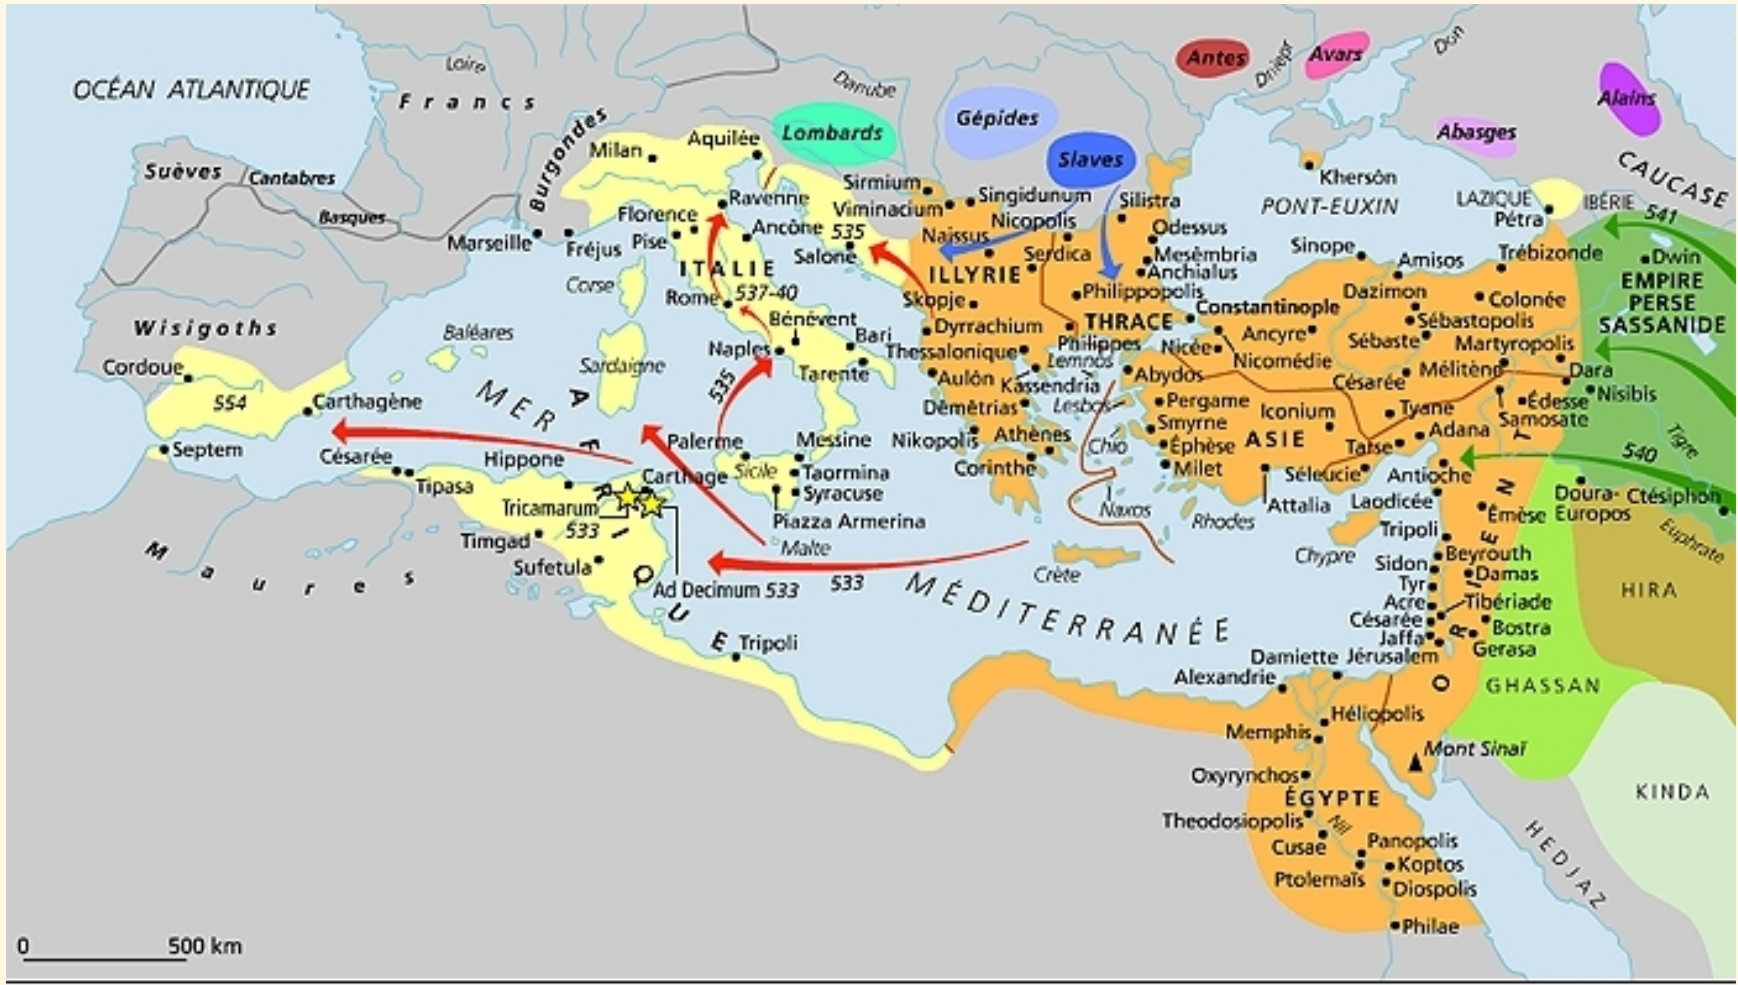 OCÉAN ATLANTIQUE
Loire
Francs
Burgondes
Danube
Lombards
Gépides
Slaves
Antes
Dniepr
Avars
Don
Alains
Abasges
CAUCASE
Suèves
Cantabres
Basques
Wisigoths
Marseille
Fréjus
Milan
Aquilée
Ravenne
Florence
Pise
Ancône
535
Salone
ITALIE
Corse
Rome
537-40
Bénévent
Bari
Naples
Tarente
Sardaigne
Baléares
Cordoue
554
Carthagène
Septem
MER
MÉDITERRANÉE
535
Palerme
Messine
Sicile
Taormina
Syracuse
Piazza Armerina
Malte
Césarée
Tipasa
Hippone
Carthage
Tricamarum
533
Timgad
Sufetula
Ad Decimum 533
533
AFRIQUE
Tripoli
Maures
Sirmium
Singidunum
Viminacium
Nicopolis
Naissus
Serdica
ILLYRIE
Skopje
Dyrrachium
Thessalonique
Aulôn
Kassendria
Dêmêtrias
Nikopolis
Athènes
Corinthe
Silistra
Odessus
Mesêmbria
Anchialus
Philippopolis
THRACE
Philippes
Constantinople
Lemnos
Lesbos
Chio
Naxos
Rhodes
Crète
Chypre
Khersôn
PONT-EUXIN
LAZIQUE
Pétra
IBÉRIE
541
Sinope
Amisos
Trébizonde
Dwin
EMPIRE
PERSE
SASSANIDE
Dazimon
Colonée
Sébastopolis
Ancyre
Sébaste
Martyropolis
Nicée
Nicomédie
Mélitène
Dara
Abydos
Césarée
Nisibis
Pergame
Iconium
Tyane
Édesse
Samosate
Smyrne
ASIE
Adana
Éphèse
Tarse
Milet
Séleucie
Antioche
540
Tigre
Attalia
Laodicée
Doura-
Europos
Ctésiphon
Euphrate
Émèse
Tripoli
Beyrouth
Sidon
Damas
Tyr
Tibériade
Acre
Césarée
Bostra
Jaffa
Gerasa
Jérusalem
ORIENT
HIRA
GHASSAN
KINDA
HEDJAZ
Damiette
Alexandrie
Héliopolis
Memphis
Mont Sinaï
Oxyrynchos
ÉGYPTE
Theodosiopolis
Nil
Cusae
Panopolis
Koptos
Ptolemaïs
Diospolis
Philae
0 500 km